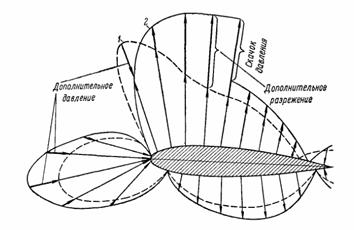 1
2
Скачок
давления
Дополнительное
давление
Дополнительное
разрежение